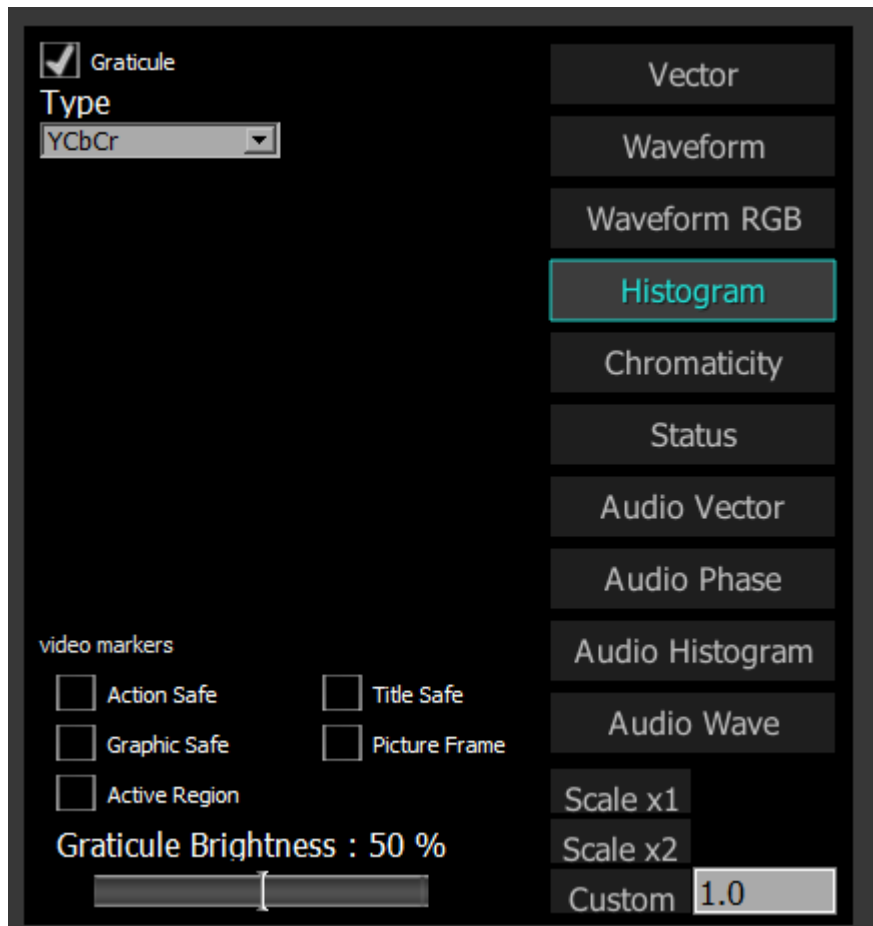 Graticule
Type
YCbCr
Vector
Waveform
Waveform RGB
Histogram
Chromaticity
Status
Audio Vector
Audio Phase
Audio Histogram
Audio Wave
video markers
Action Safe
Title Safe
Graphic Safe
Picture Frame
Active Region
Graticule Brightness : 50 %
Scale x1
Scale x2
Custom 1.0